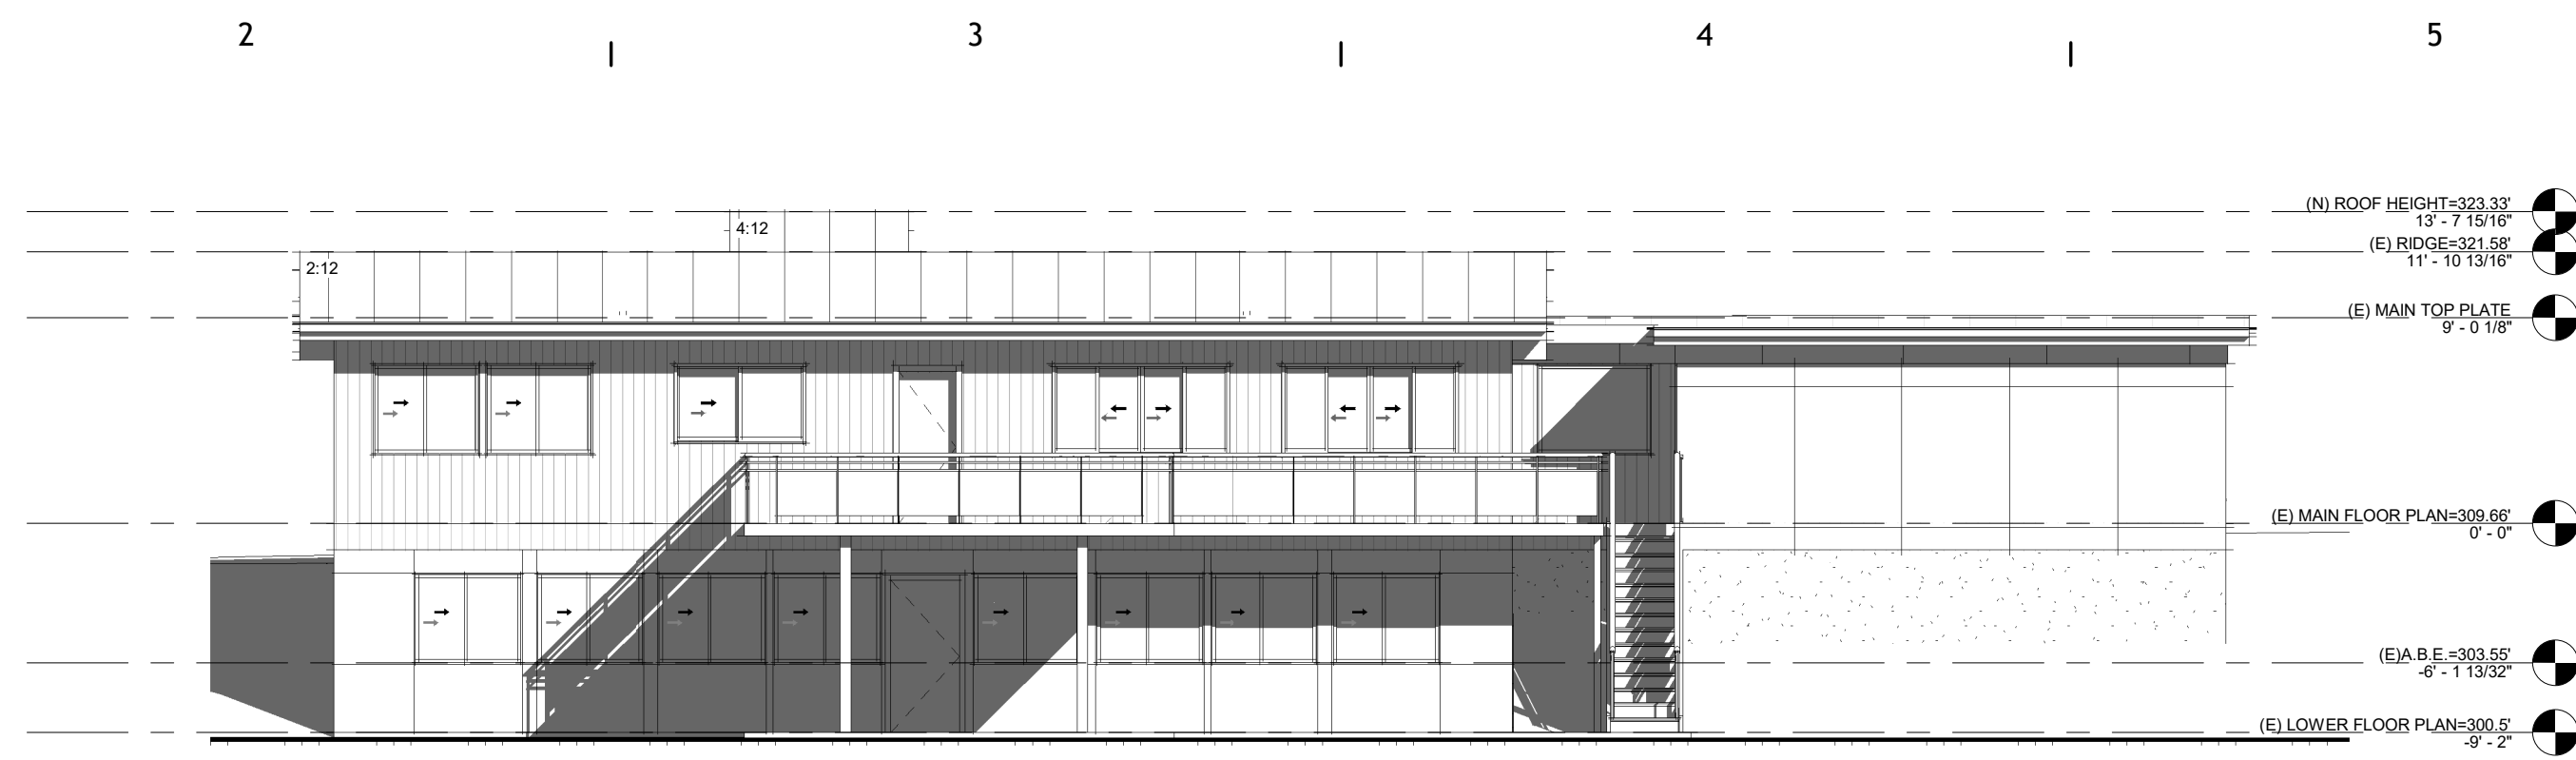 2
3
4
5
(N) ROOF HEIGHT=323.33'
13' - 7 15/16"
4:12
(E) RIDGE=321.58'
11' - 10 13/16"
2:12
(E) MAIN TOP PLATE
9' - 0 1/8"
(E) MAIN FLOOR PLAN=309.66'
0' - 0"
(E)A.B.E.=303.55'
-6' - 1 13/32"
(E) LOWER FLOOR PLAN=300.5'
-9' - 2"